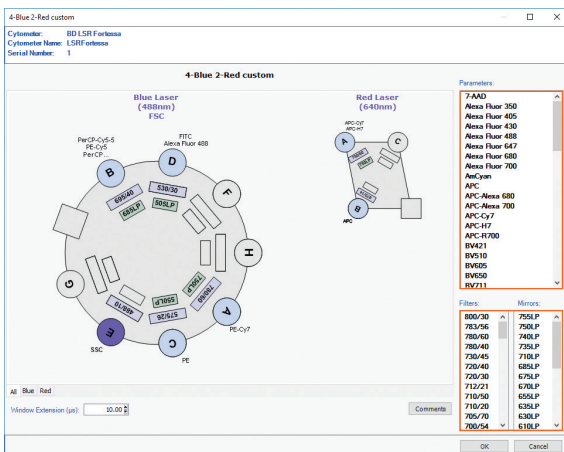 4-Blue 2-Red custom
Cytometer: BD LSR Fortessa
Cytometer Name: LSRFortessa
Serial Number: 1
4-Blue 2-Red custom
Blue Laser
(488nm)
FSC
Red Laser
(640nm)
PerCP-Cy5-5
PE-Cy5
PerCP...
FITC
Alexa Fluor 488
APC-Cy7
APC-H7
B
D
F
H
A
C
E
G
695/40
685LP
530/30
505LP
750LP
780/60
550LP
575/26
488/10
PE-Cy7
PE
SSC
A
C
B
750LP
APC
All Blue Red
Window Extension (µs): 10.00
Comments
Parameters:
7-AAD
Alexa Fluor 350
Alexa Fluor 405
Alexa Fluor 430
Alexa Fluor 488
Alexa Fluor 647
Alexa Fluor 680
Alexa Fluor 700
AmCyan
APC
APC-Alexa 680
APC-Alexa 700
APC-Cy7
APC-H7
APC-R700
BV421
BV510
BV605
BV650
BV711
Filters: Mirrors:
800/30 755LP
783/56 750LP
780/60 740LP
780/40 735LP
730/45 710LP
720/40 685LP
720/30 675LP
712/21 670LP
710/50 655LP
710/20 635LP
705/70 630LP
700/54 610LP
OK Cancel